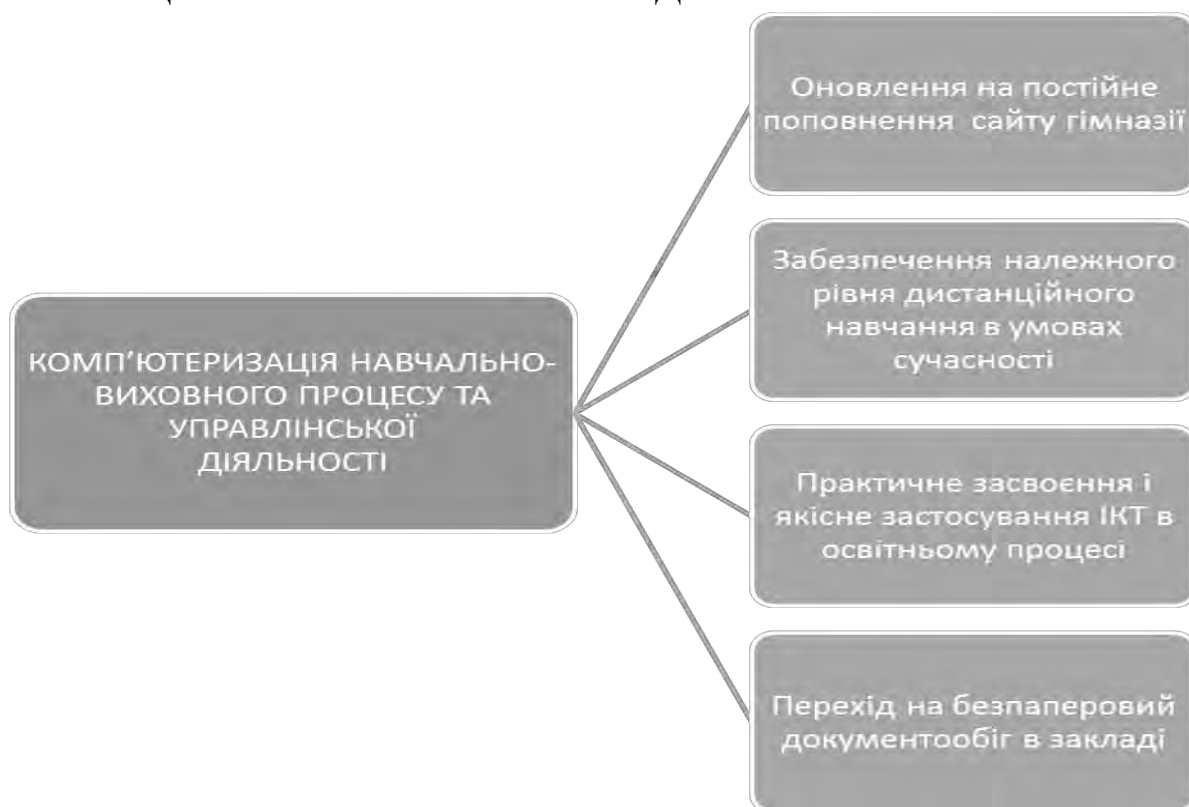 КОМП’ЮТЕРИЗАЦІЯ НАВЧАЛЬНО-
ВИХОВНОГО ПРОЦЕСУ ТА
УПРАВЛІНСЬКОЇ
ДІЯЛЬНОСТІ
Оновлення на постійне
поповнення сайту гімназії
Забезпечення належного
рівня дистанційного
навчання в умовах
сучасності
Практичне засвоєння і
якісне застосування ІКТ в
освітньому процесі
Перехід на безпаперовий
документообіг в закладі